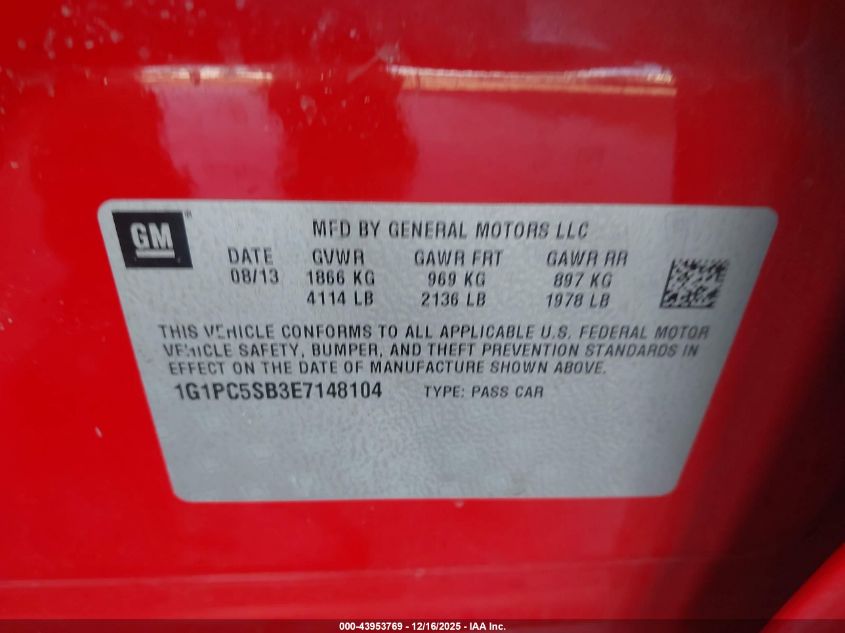 GM®
MFD BY GENERAL MOTORS LLC
DATE GVWR GAWR FRT GAWR RR
08/13 1866 KG 969 KG 897 KG
4114 LB 2136 LB 1978 LB
THIS VEHICLE CONFORMS TO ALL APPLICABLE U.S. FEDERAL MOTOR
VEHICLE SAFETY, BUMPER, AND THEFT PREVENTION STANDARDS IN
EFFECT ON THE DATE OF MANUFACTURE SHOWN ABOVE.
1G1PC5SB3E7148104 TYPE: PASS CAR
000-43953769 - 12/16/2025 - IAA Inc.